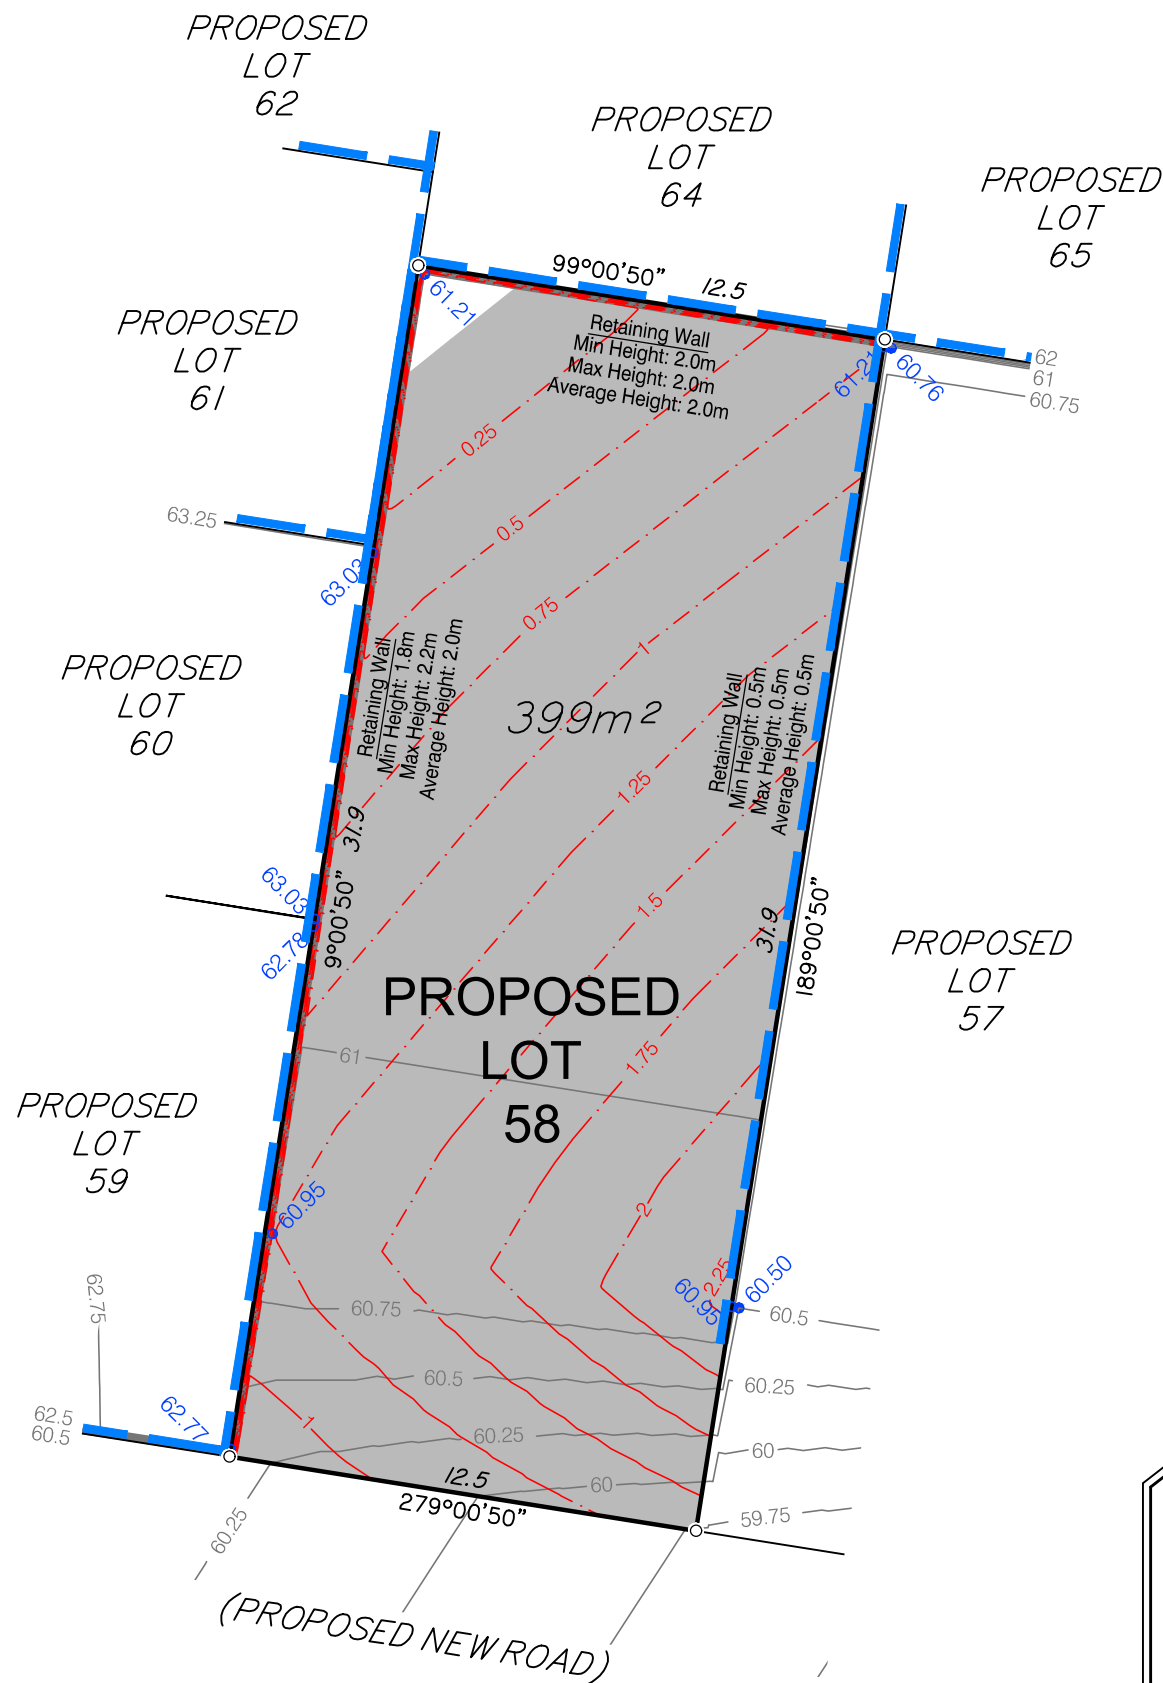 PROPOSED
LOT
62
PROPOSED
LOT
64
PROPOSED
LOT
65
99°00'50"
12.5
61.21
Retaining Wall
Min Height: 2.0m
Max Height: 2.0m
Average Height: 2.0m
61.21
60.76
62
61
60.75
PROPOSED
LOT
61
0.25
0.5
63.25
63.03
0.75
1
PROPOSED
LOT
60
Retaining Wall
Min Height: 1.8m
Max Height: 2.2m
Average Height: 2.0m
399m²
Retaining Wall
Min Height: 0.5m
Max Height: 0.5m
Average Height: 0.5m
1.25
31.9
9°00'50"
63.03
62.78
1.5
31.9
189°00'50"
PROPOSED
LOT
57
PROPOSED
LOT
58
61
1.75
PROPOSED
LOT
59
60.95
2
2.25
60.95
60.50
62.75
60.75
60.5
60.5
60.25
62.5
60.5
62.77
1
60.25
60
60
59.75
12.5
279°00'50"
60.25
(PROPOSED NEW ROAD)